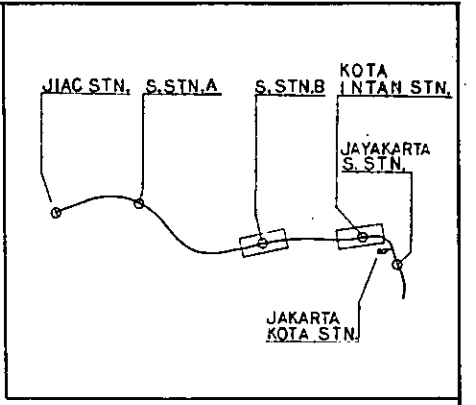 JIAC STN.
S.STN.A
S.STN.B
KOTA
INTAN STN.
JAYAKARTA
S.STN.
JAKARTA
KOTA STN.